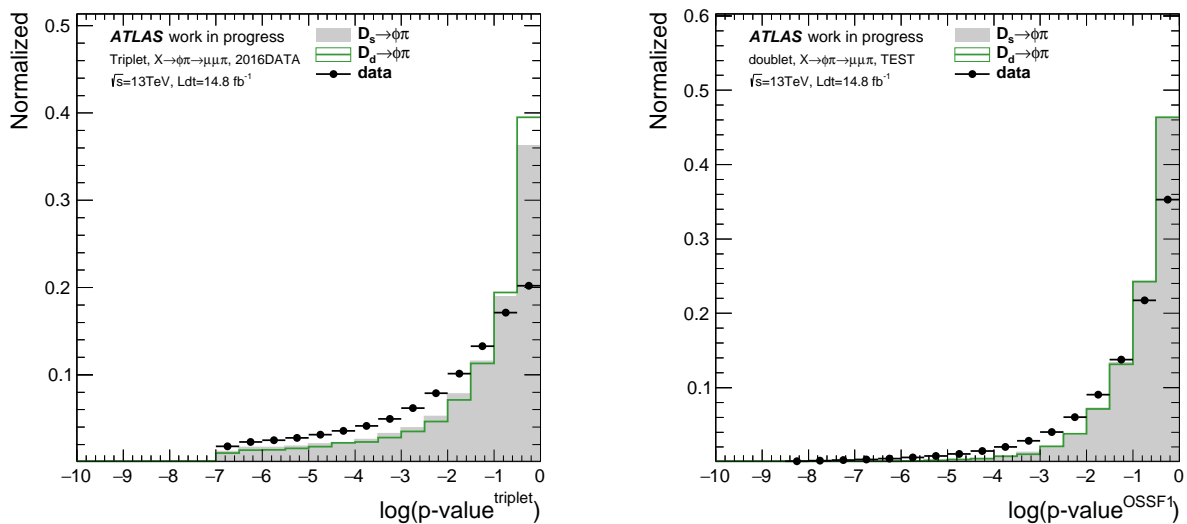 Normalized
0.5
0.4
0.3
0.2
0.1
ATLAS work in progress
Triplet, X→ϕπ→μμπ, 2016DATA
√s=13TeV, Ldt=14.8 fb⁻¹
Dₛ→ϕπ
D_d→ϕπ
data
−10 −9 −8 −7 −6 −5 −4 −3 −2 −1 0
log(p-value^triplet)
Normalized
0.6
0.5
0.4
0.3
0.2
0.1
ATLAS work in progress
doublet, X→ϕπ→μμπ, TEST
√s=13TeV, Ldt=14.8 fb⁻¹
Dₛ→ϕπ
D_d→ϕπ
data
−10 −9 −8 −7 −6 −5 −4 −3 −2 −1 0
log(p-value^OSSF1)